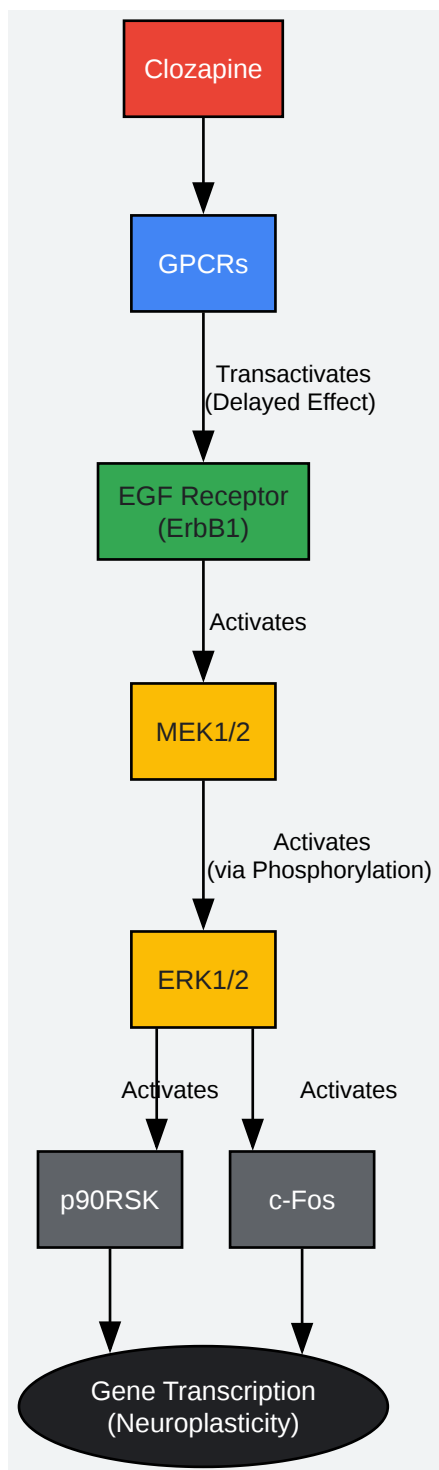 Clozapine
GPCRs
Transactivates
(Delayed Effect)
EGF Receptor
(ErbB1)
Activates
MEK1/2
Activates
(via Phosphorylation)
ERK1/2
Activates
Activates
p90RSK
c-Fos
Gene Transcription
(Neuroplasticity)